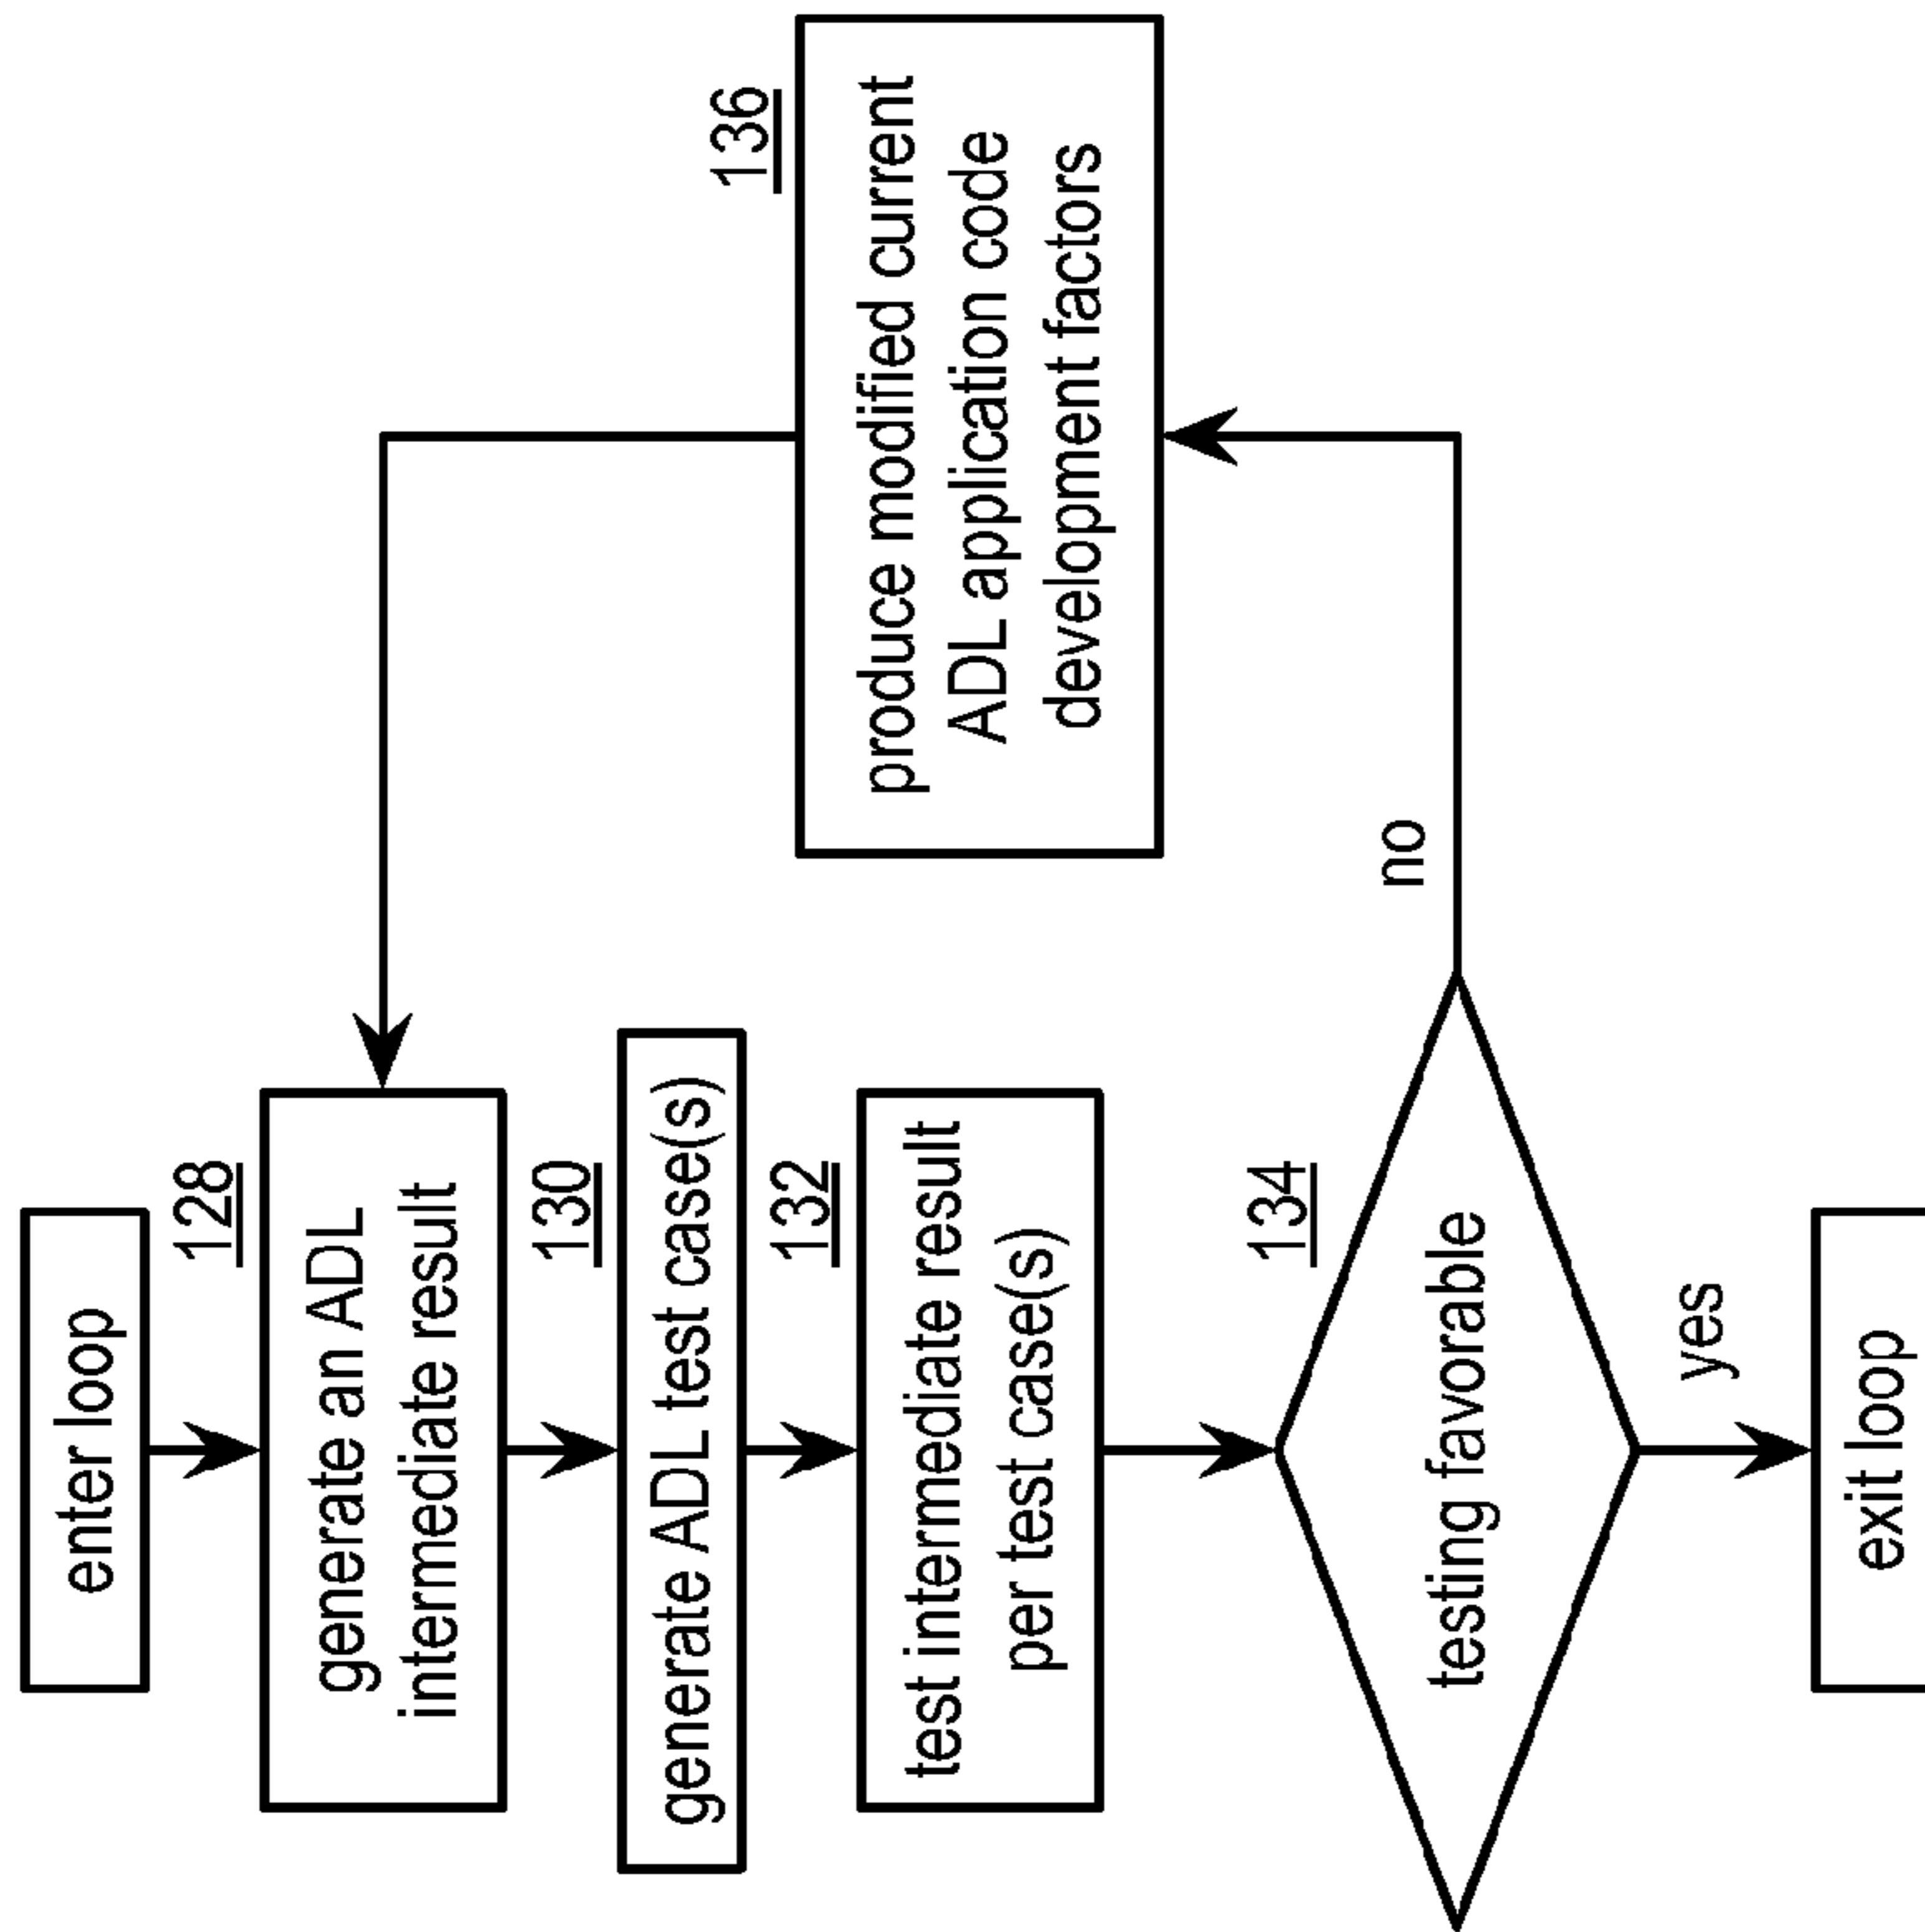 enter loop
128
generate an ADL
intermediate result
130
generate ADL test case(s)
132
test intermediate result
per test case(s)
134
testing favorable
no
136
produce modified current
ADL application code
development factors
yes
exit loop